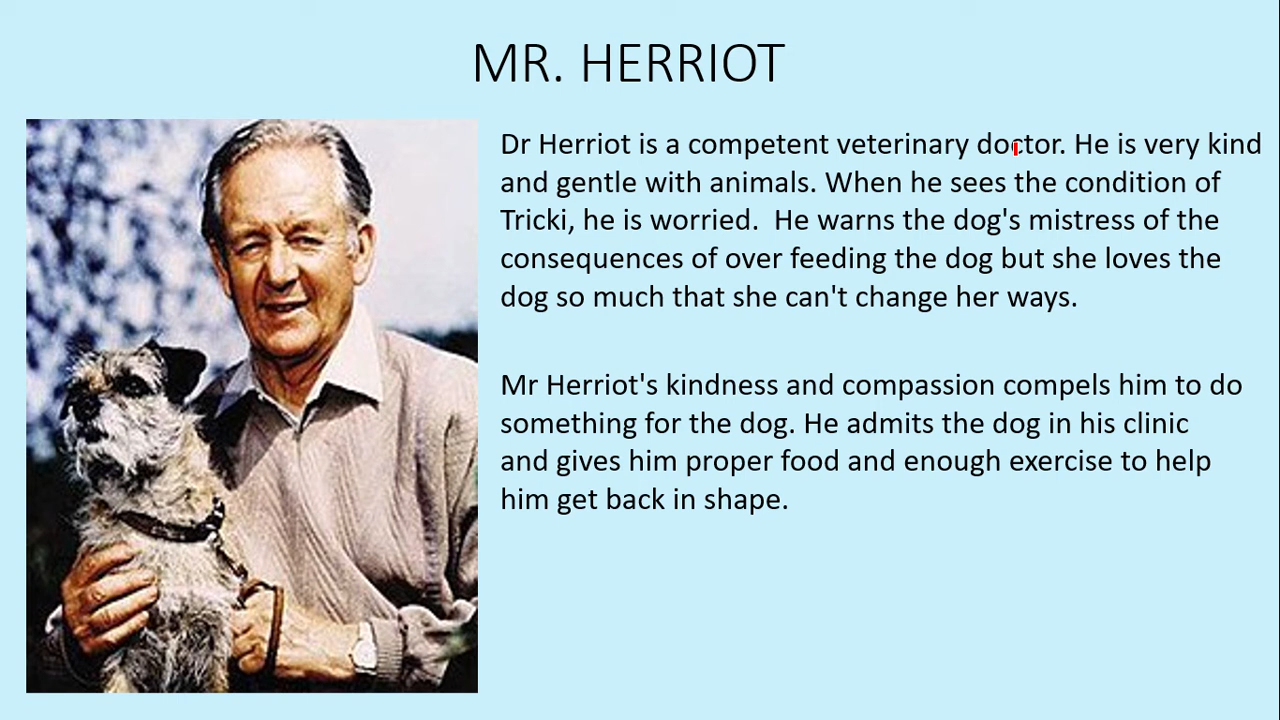 MR. HERRIOT
Dr Herriot is a competent veterinary doctor. He is very kind
and gentle with animals. When he sees the condition of
Tricki, he is worried.  He warns the dog's mistress of the
consequences of over feeding the dog but she loves the
dog so much that she can't change her ways.
Mr Herriot's kindness and compassion compels him to do
something for the dog. He admits the dog in his clinic
and gives him proper food and enough exercise to help
him get back in shape.